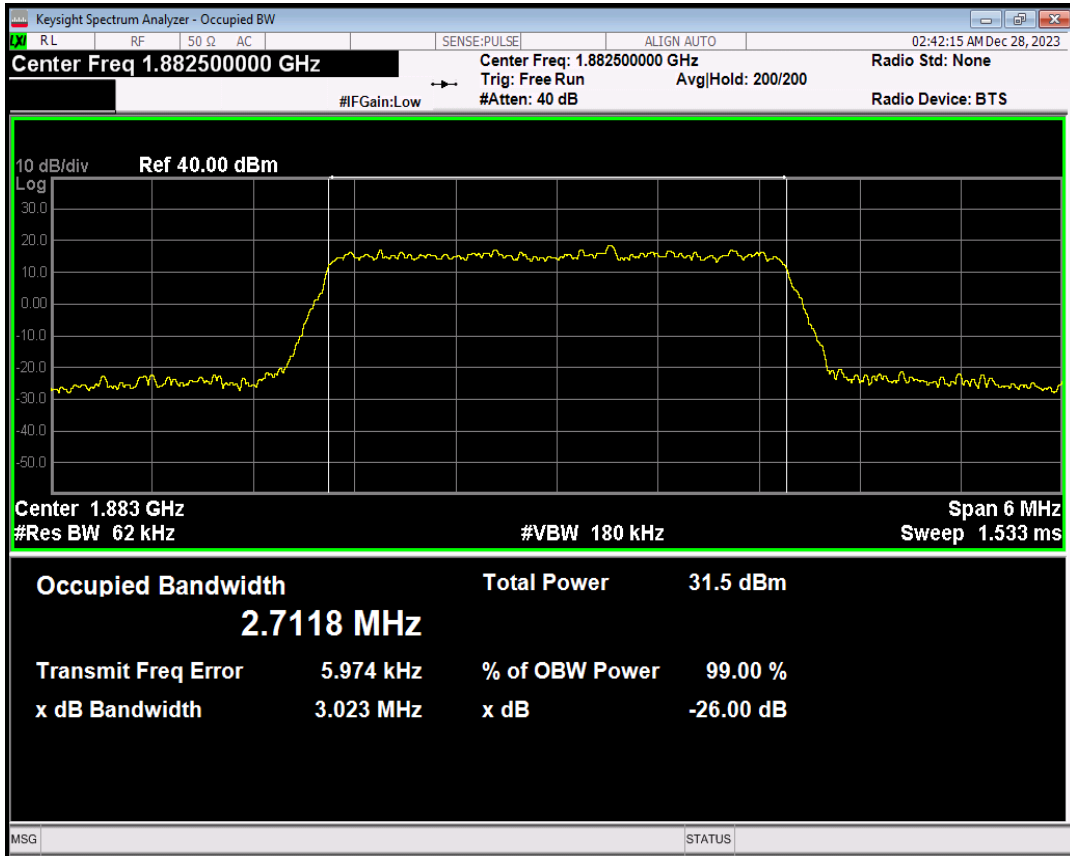 Keysight Spectrum Analyzer - Occupied BW
LXI RL RF 50 Ω AC SENSE:PULSE ALIGN AUTO 02:42:15 AM Dec 28, 2023
Center Freq 1.882500000 GHz Center Freq: 1.882500000 GHz Radio Std: None
Trig: Free Run Avg|Hold: 200/200
#IFGain:Low #Atten: 40 dB Radio Device: BTS
10 dB/div Ref 40.00 dBm
Log
30.0
20.0
10.0
0.00
-10.0
-20.0
-30.0
-40.0
-50.0
Center 1.883 GHz Span 6 MHz
#Res BW 62 kHz #VBW 180 kHz Sweep 1.533 ms
Occupied Bandwidth Total Power 31.5 dBm
2.7118 MHz
Transmit Freq Error 5.974 kHz % of OBW Power 99.00 %
x dB Bandwidth 3.023 MHz x dB -26.00 dB
MSG STATUS